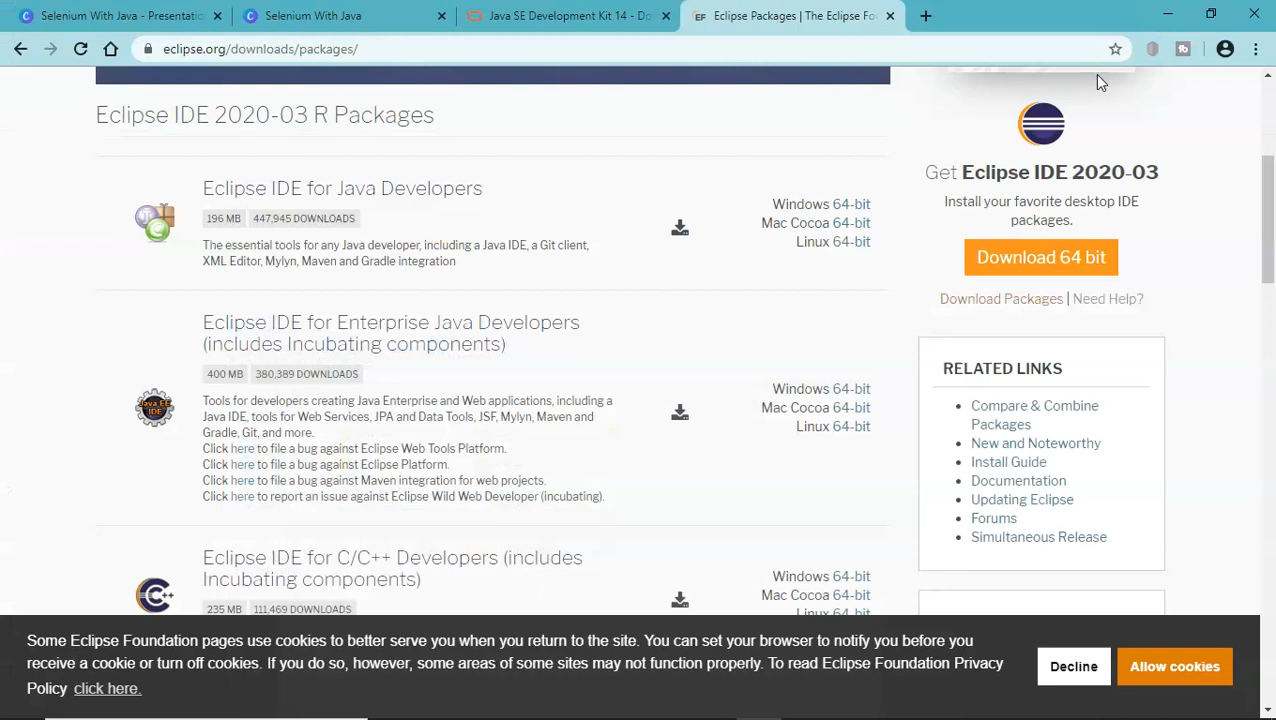 Selenium With Java - Presentatio
Selenium With Java
Java SE Development Kit 14 - Do
Eclipse Packages | The Eclipse Fo
eclipse.org/downloads/packages/
Eclipse IDE 2020-03 R Packages
Eclipse IDE for Java Developers
196 MB 447,945 DOWNLOADS
The essential tools for any Java developer, including a Java IDE, a Git client,
XML Editor, Mylyn, Maven and Gradle integration
Windows 64-bit
Mac Cocoa 64-bit
Linux 64-bit
Eclipse IDE for Enterprise Java Developers
(includes Incubating components)
400 MB 380,389 DOWNLOADS
Tools for developers creating Java Enterprise and Web applications, including a
Java IDE, tools for Web Services, JPA and Data Tools, JSF, Mylyn, Maven and
Gradle, Git, and more.
Click here to file a bug against Eclipse Web Tools Platform.
Click here to file a bug against Eclipse Platform.
Click here to file a bug against Maven integration for web projects.
Click here to report an issue against Eclipse Wild Web Developer (incubating).
Java EE
IDE
Windows 64-bit
Mac Cocoa 64-bit
Linux 64-bit
Eclipse IDE for C/C++ Developers (includes
Incubating components)
235 MB 111,469 DOWNLOADS
C++
Windows 64-bit
Mac Cocoa 64-bit
Linux 64-bit
Get Eclipse IDE 2020-03
Install your favorite desktop IDE
packages.
Download 64 bit
Download Packages | Need Help?
RELATED LINKS
• Compare & Combine
Packages
• New and Noteworthy
• Install Guide
• Documentation
• Updating Eclipse
• Forums
• Simultaneous Release
Some Eclipse Foundation pages use cookies to better serve you when you return to the site. You can set your browser to notify you before you
receive a cookie or turn off cookies. If you do so, however, some areas of some sites may not function properly. To read Eclipse Foundation Privacy
Policy click here.
Decline
Allow cookies